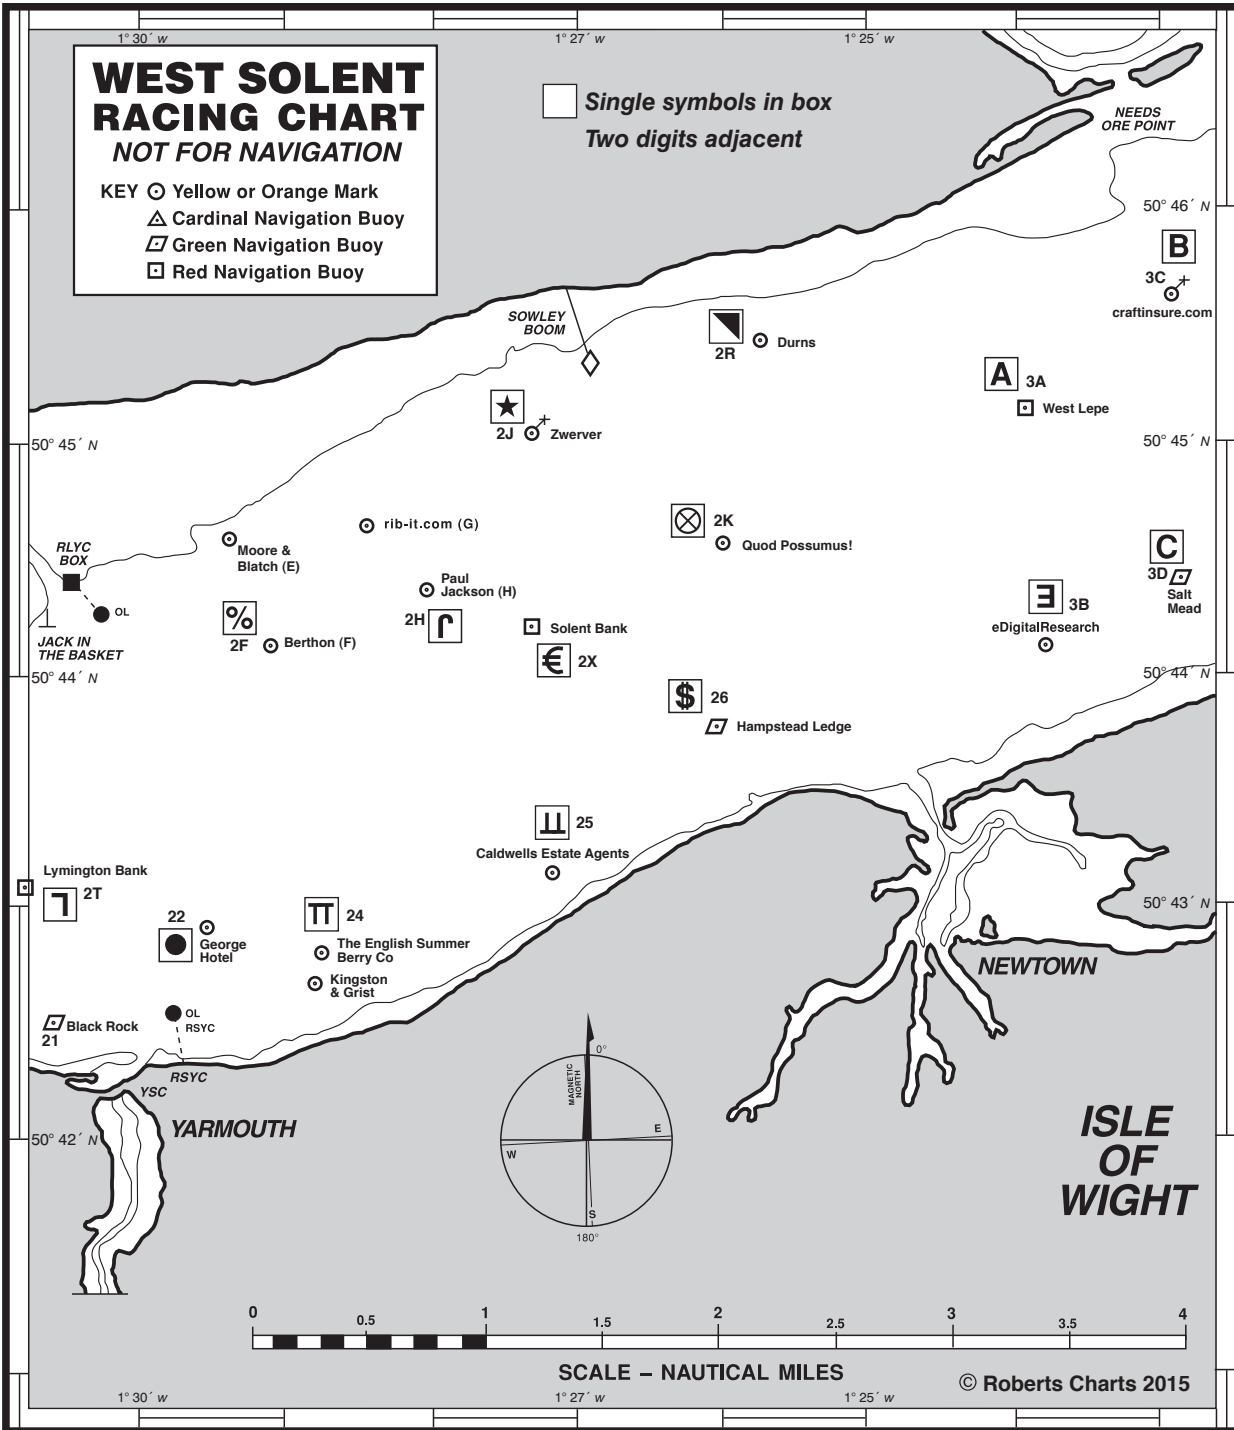 1° 30´ W
1° 27´ W
1° 25´ W
WEST SOLENT
RACING CHART
NOT FOR NAVIGATION
KEY Yellow or Orange Mark
Cardinal Navigation Buoy
Green Navigation Buoy
Red Navigation Buoy
Single symbols in box
Two digits adjacent
NEEDS
ORE POINT
50° 46´ N
B
3C
craftinsure.com
SOWLEY
BOOM
2R
Durns
A
3A
West Lepe
2J
Zwerver
50° 45´ N
50° 45´ N
rib-it.com (G)
2K
Quod Possumus!
Moore &
Blatch (E)
RLYC
BOX
OL
JACK IN
THE BASKET
C
3D
Salt
Mead
Paul
Jackson (H)
2H
%
2F
Berthon (F)
Solent Bank
€
2X
3B
eDigitalResearch
50° 44´ N
50° 44´ N
$
26
Hampstead Ledge
25
Caldwells Estate Agents
Lymington Bank
2T
22
George
Hotel
24
The English Summer
Berry Co
Kingston
& Grist
50° 43´ N
NEWTOWN
OL
RSYC
Black Rock
21
RSYC
YSC
YARMOUTH
50° 42´ N
0°
MAGNETIC
NORTH
E
W
S
180°
ISLE
OF
WIGHT
0
0.5
1
1.5
2
2.5
3
3.5
4
SCALE – NAUTICAL MILES
© Roberts Charts 2015
1° 30´ W
1° 27´ W
1° 25´ W